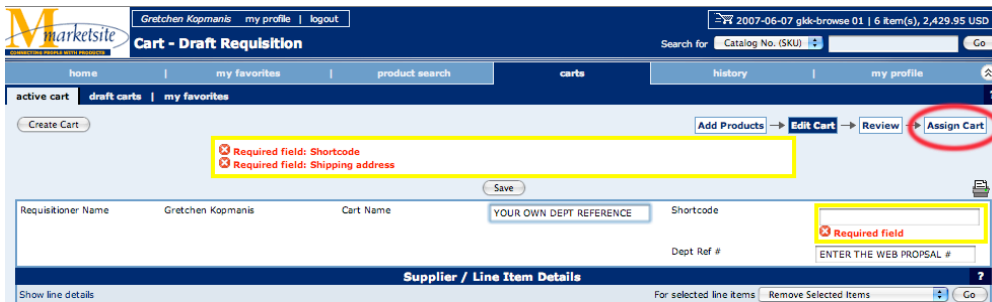 Marketsite
CONNECTING PEOPLE WITH PRODUCTS
Gretchen Kopmanis my profile | logout
2007-06-07 gkk-browse 01 | 6 item(s), 2,429.95 USD
Cart - Draft Requisition
Search for Catalog No. (SKU) Go
home | my favorites | product search carts history | my profile
active cart draft carts | my favorites
Create Cart
Add Products Edit Cart Review Assign Cart
Required field: Shortcode
Required field: Shipping address
Save
Requisitioner Name Gretchen Kopmanis Cart Name YOUR OWN DEPT REFERENCE Shortcode
Required field
Dept Ref # ENTER THE WEB PROPSAL #
Supplier / Line Item Details ?
Show line details For selected line items Remove Selected Items Go